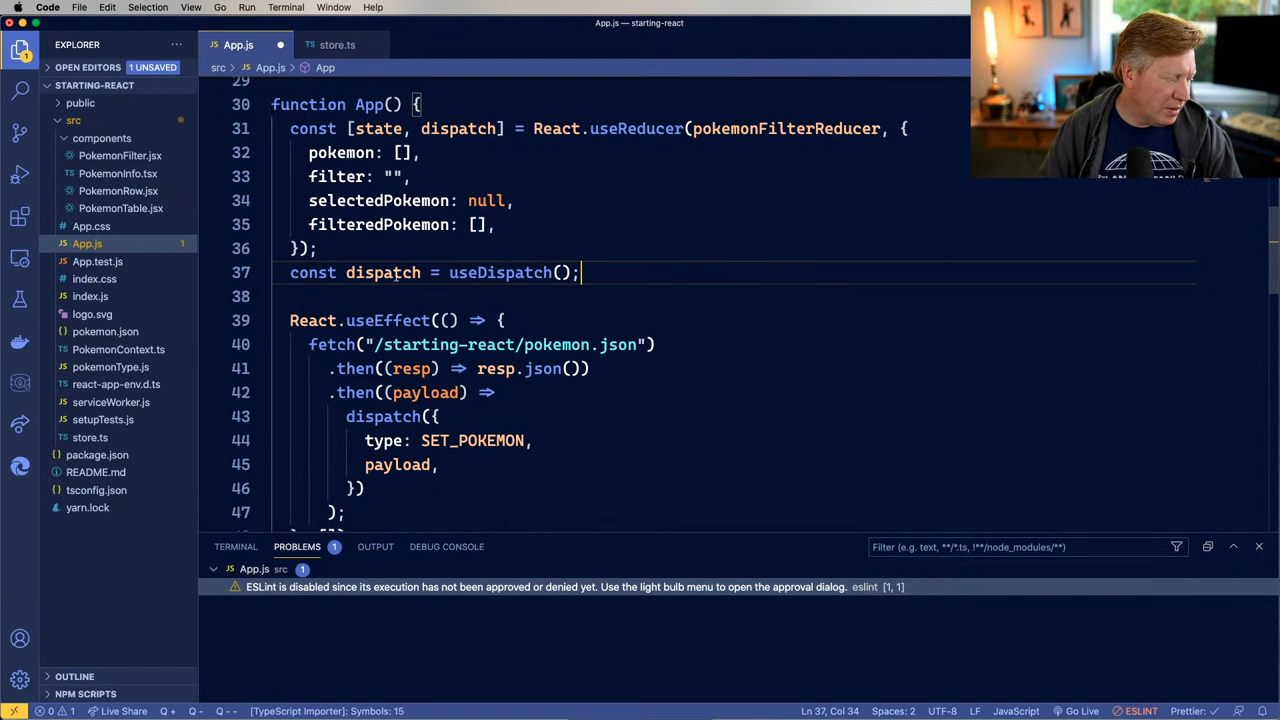 Code File Edit Selection View Go Run Terminal Window Help
App.js — starting-react
EXPLORER
OPEN EDITORS 1 UNSAVED
STARTING-REACT
public
src
components
PokemonFilter.jsx
PokemonInfo.tsx
PokemonRow.jsx
PokemonTable.jsx
App.css
App.js 1
App.test.js
index.css
index.js
logo.svg
pokemon.json
PokemonContext.ts
pokemonType.js
react-app-env.d.ts
serviceWorker.js
setupTests.js
store.ts
package.json
README.md
tsconfig.json
yarn.lock
OUTLINE
NPM SCRIPTS
App.js store.ts
src > App.js > App
29
30 function App() {
31 const [state, dispatch] = React.useReducer(pokemonFilterReducer, {
32 pokemon: [],
33 filter: "",
34 selectedPokemon: null,
35 filteredPokemon: [],
36 });
37 const dispatch = useDispatch();
38
39 React.useEffect(() => {
40 fetch("/starting-react/pokemon.json")
41 .then((resp) => resp.json())
42 .then((payload) =>
43 dispatch({
44 type: SET_POKEMON,
45 payload,
46 })
47 );
TERMINAL PROBLEMS 1 OUTPUT DEBUG CONSOLE
Filter (e.g. text, **/*.ts, !**/node_modules/**)
App.js src 1
ESLint is disabled since its execution has not been approved or denied yet. Use the light bulb menu to open the approval dialog. eslint [1, 1]
0 1 Live Share Q + Q - Q - - [TypeScript Importer]: Symbols: 15 Ln 37, Col 34 Spaces: 2 UTF-8 LF JavaScript Go Live ESLINT Prettier: